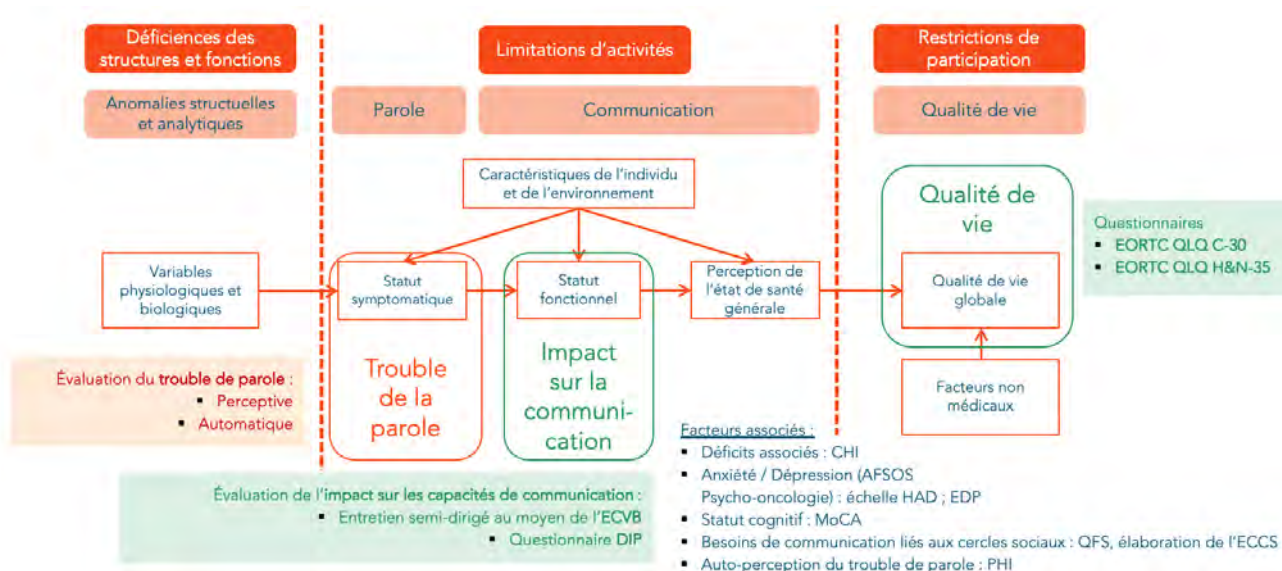 Déficiences des
structures et fonctions
Limitations d'activités
Restrictions de
participation
Anomalies structuelles
et analytiques
Parole
Communication
Qualité de vie
Caractéristiques de l'individu
et de l'environnement
Qualité de
vie
Questionnaires
▪ EORTC QLQ C-30
▪ EORTC QLQ H&N-35
Variables
physiologiques et
biologiques
Statut
symptomatique
Statut
fonctionnel
Perception de
l'état de santé
générale
Qualité de vie
globale
Trouble
de la
parole
Impact
sur la
communi-
cation
Facteurs non
médicaux
Évaluation du trouble de parole :
▪ Perceptive
▪ Automatique
Évaluation de l'impact sur les capacités de communication :
▪ Entretien semi-dirigé au moyen de l'ECVB
▪ Questionnaire DIP
Facteurs associés :
▪ Déficits associés : CHI
▪ Anxiété / Dépression (AFSOS
Psycho-oncologie) : échelle HAD ; EDP
▪ Statut cognitif : MoCA
▪ Besoins de communication liés aux cercles sociaux : QFS, élaboration de l'ECCS
▪ Auto-perception du trouble de parole : PHI